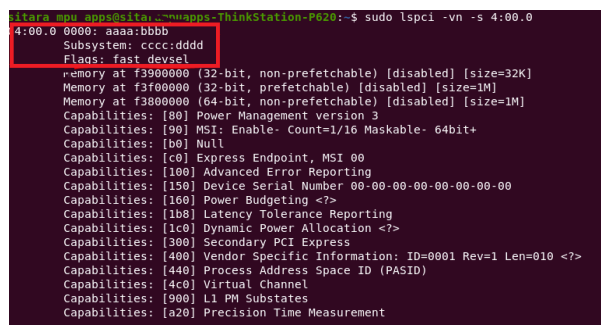 sitara mpu apps@sitara-mpuapps-ThinkStation-P620:~$ sudo lspci -vn -s 4:00.0
4:00.0 0000: aaaa:bbbb
Subsystem: cccc:dddd
Flags: fast devsel
Memory at f3900000 (32-bit, non-prefetchable) [disabled] [size=32K]
Memory at f3f00000 (32-bit, prefetchable) [disabled] [size=1M]
Memory at f3800000 (64-bit, non-prefetchable) [disabled] [size=1M]
Capabilities: [80] Power Management version 3
Capabilities: [90] MSI: Enable- Count=1/16 Maskable- 64bit+
Capabilities: [b0] Null
Capabilities: [c0] Express Endpoint, MSI 00
Capabilities: [100] Advanced Error Reporting
Capabilities: [150] Device Serial Number 00-00-00-00-00-00-00-00
Capabilities: [160] Power Budgeting <?>
Capabilities: [1b8] Latency Tolerance Reporting
Capabilities: [1c0] Dynamic Power Allocation <?>
Capabilities: [300] Secondary PCI Express
Capabilities: [400] Vendor Specific Information: ID=0001 Rev=1 Len=010 <?>
Capabilities: [440] Process Address Space ID (PASID)
Capabilities: [4c0] Virtual Channel
Capabilities: [900] L1 PM Substates
Capabilities: [a20] Precision Time Measurement